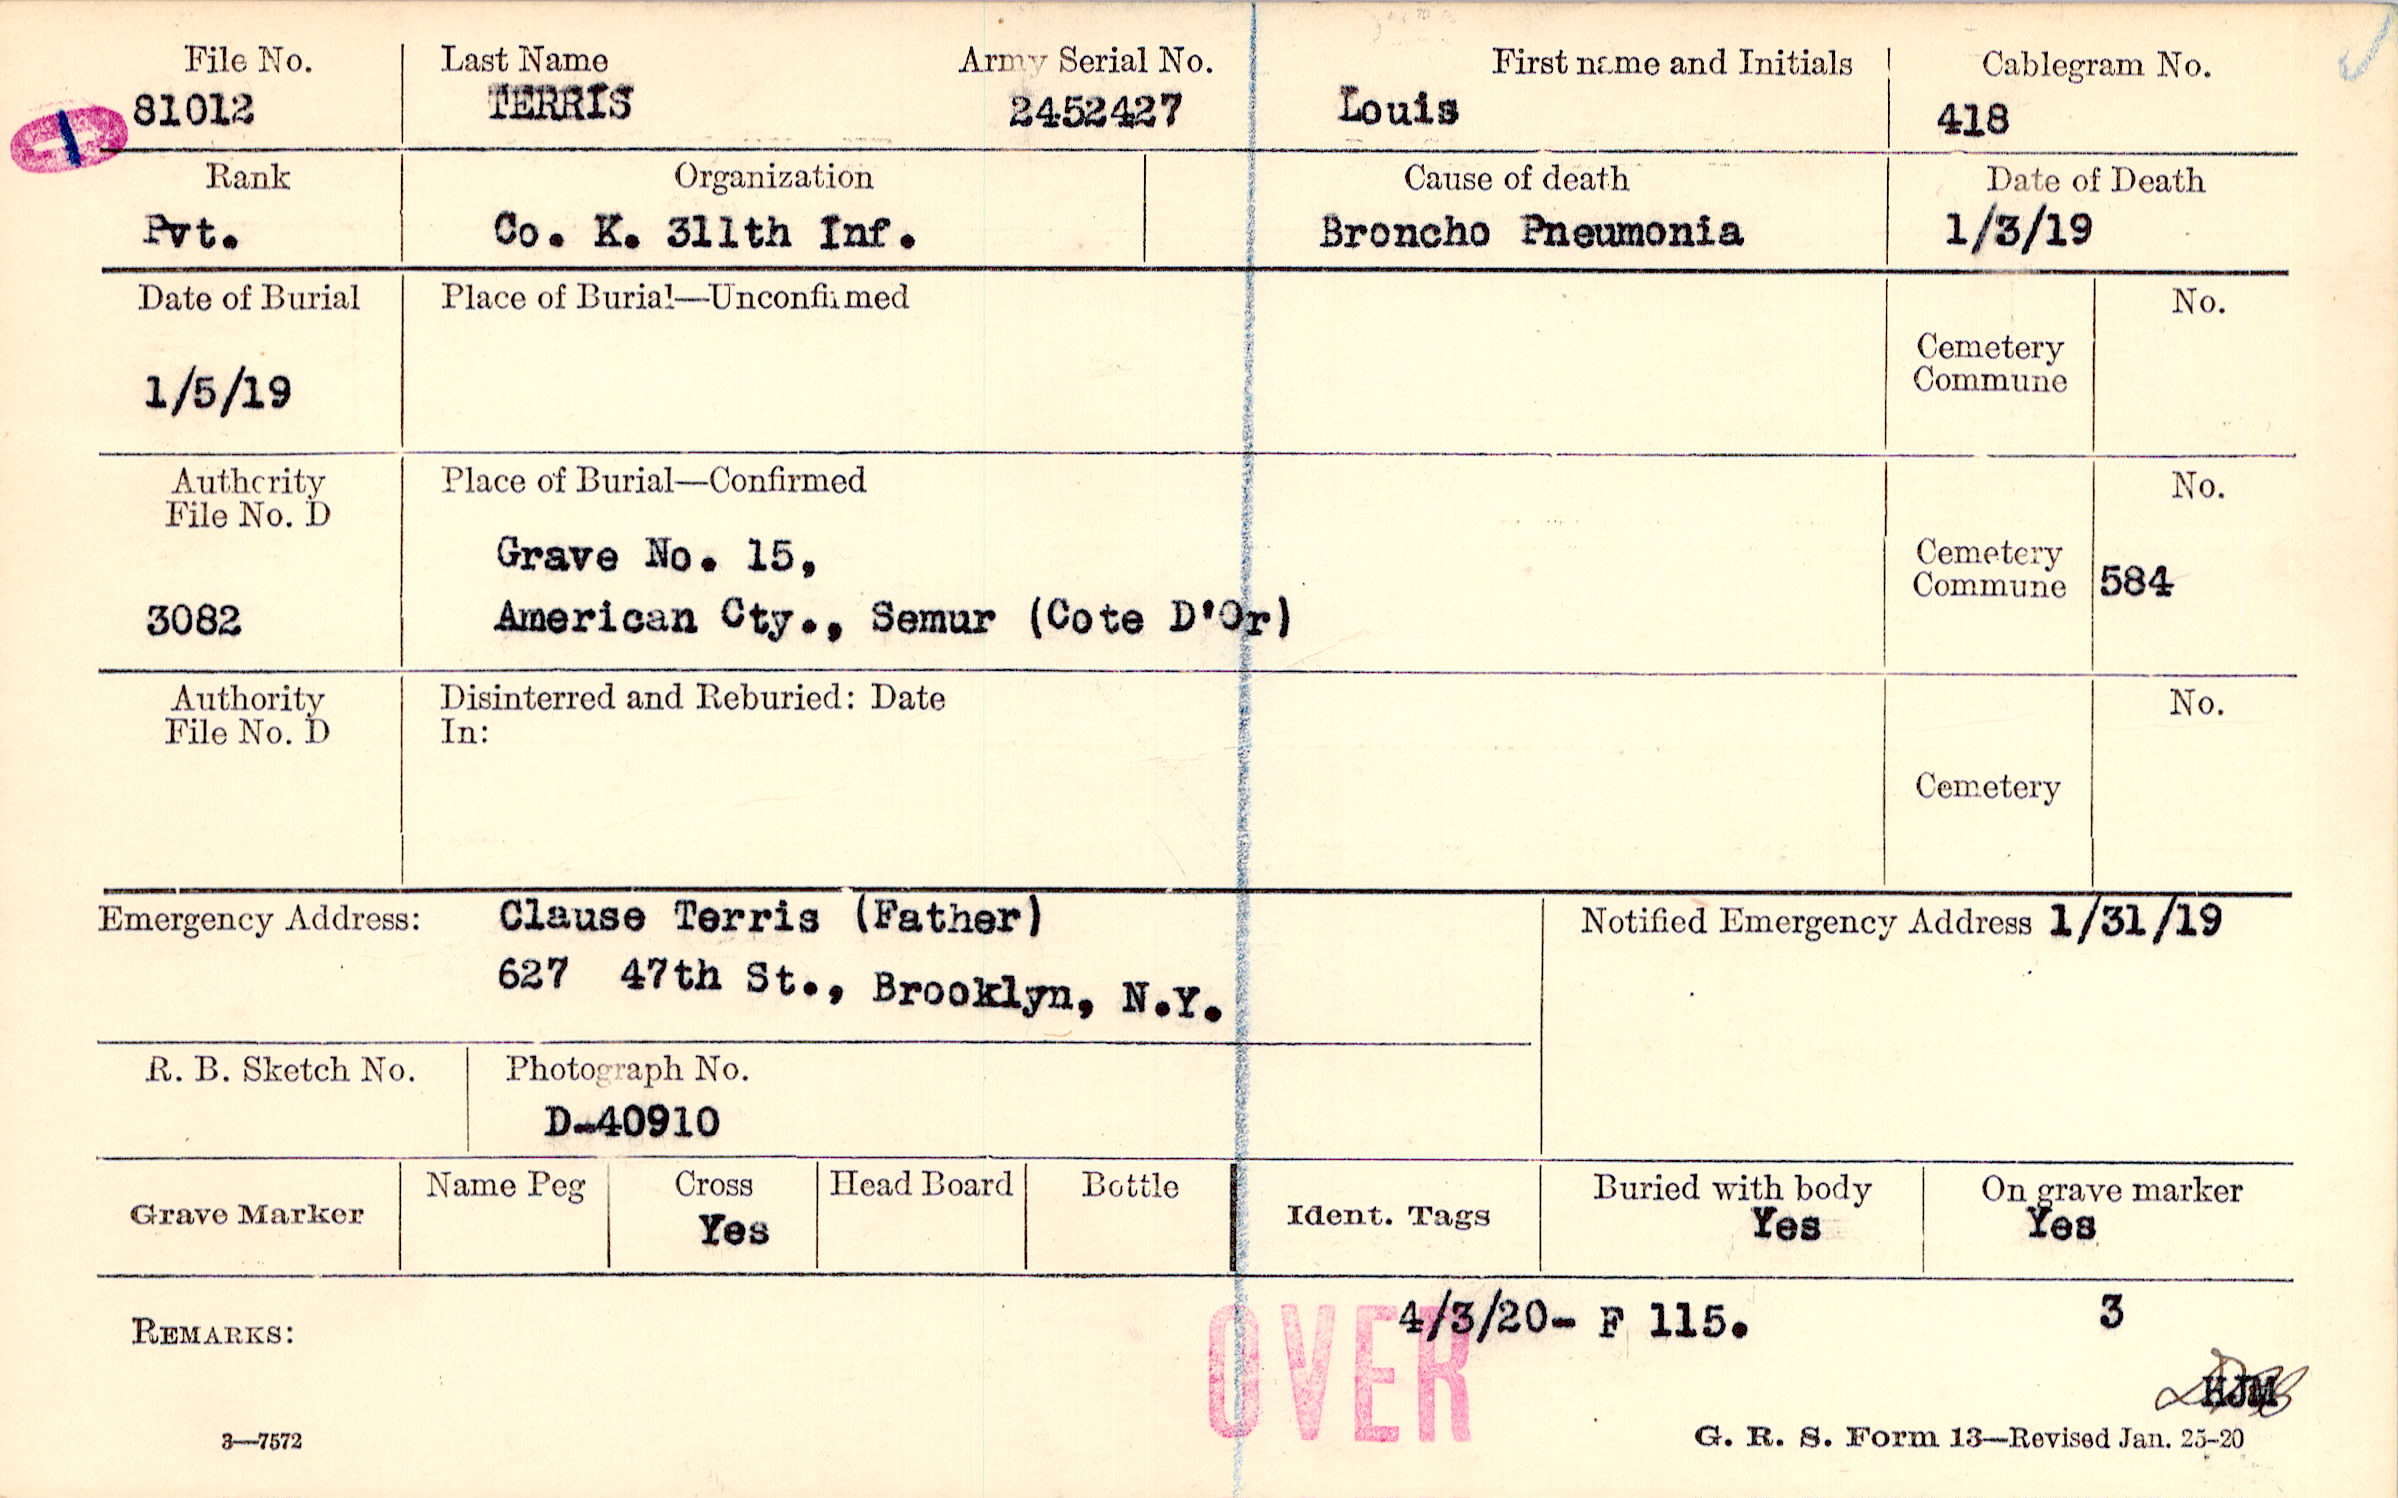 File No. Last Name Army Serial No. First name and Initials Cablegram No.
81012 TERRIS 2452427 Louis 418
Rank Organization Cause of death Date of Death
Pvt. Co. K. 311th Inf. Broncho Pneumonia 1/3/19
Date of Burial Place of Burial—Unconfirmed No.
Cemetery
Commune
1/5/19
Authority Place of Burial—Confirmed No.
File No. D
Grave No. 15,
Cemetery
Commune 584
3082 American Cty., Semur (Cote D'Or)
Authority Disinterred and Reburied: Date No.
File No. D In:
Cemetery
Emergency Address: Clause Terris (Father) Notified Emergency Address 1/31/19
627 47th St., Brooklyn, N.Y.
R. B. Sketch No. Photograph No.
D-40910
Grave Marker Name Peg Cross Head Board Bottle Ident. Tags Buried with body On grave marker
Yes Yes Yes
4/3/20- F 115. 3
REMARKS:
OVER
HJM
3—7572 G. R. S. Form 13—Revised Jan. 25-20